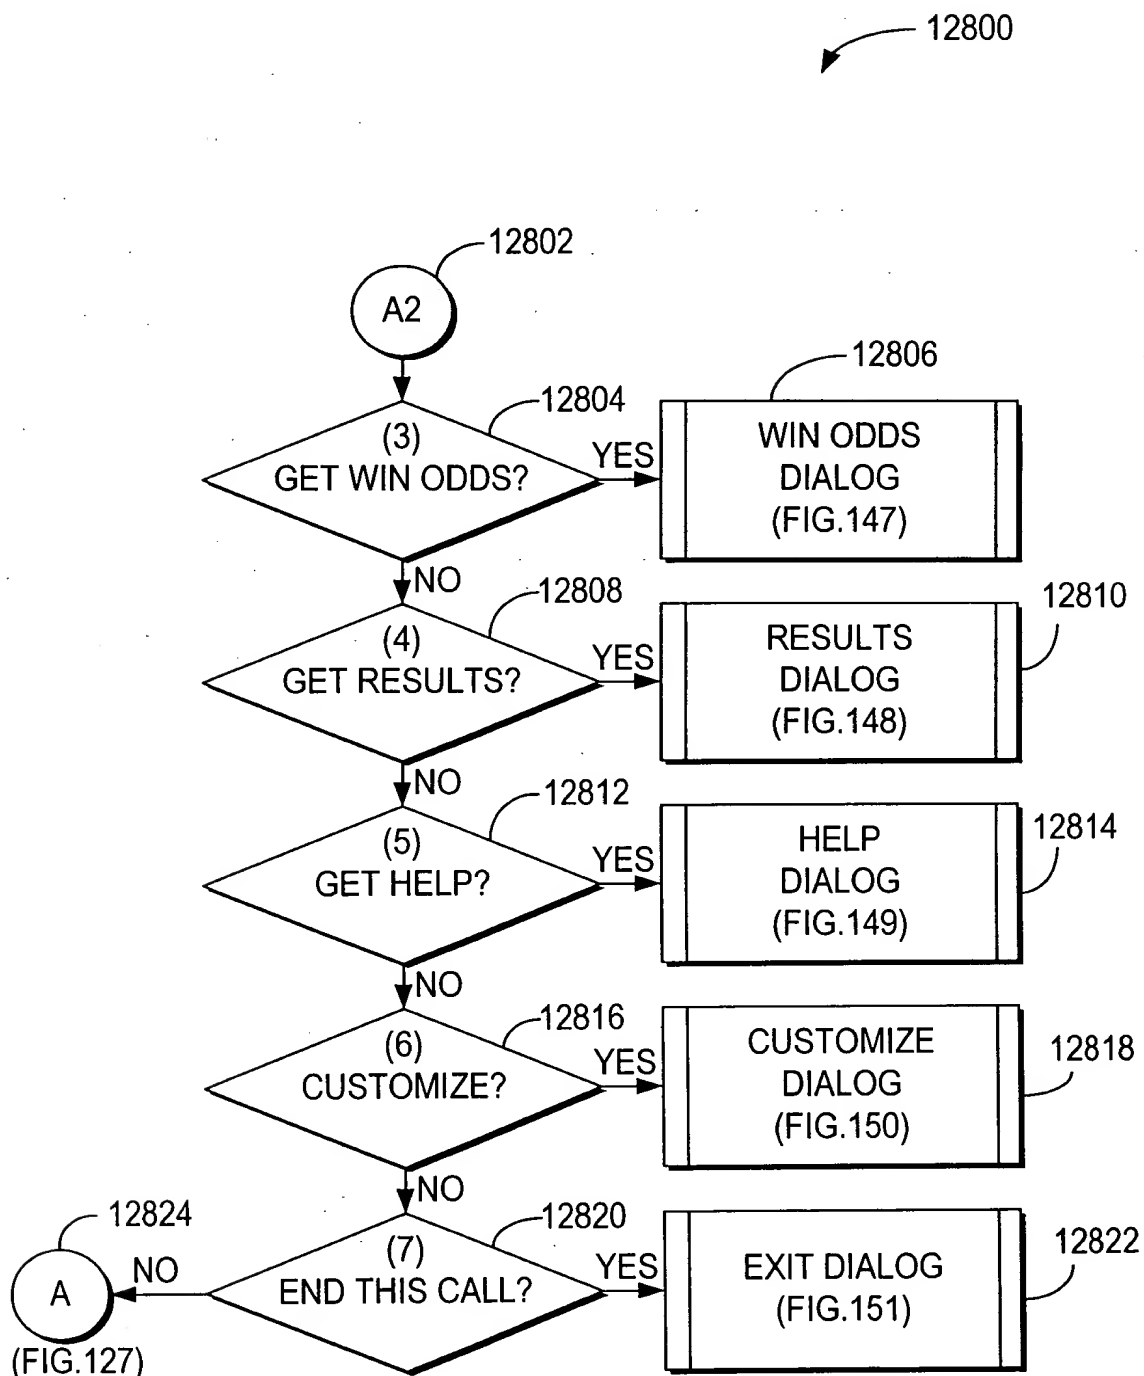 12800
12802
A2
12804
(3)
GET WIN ODDS?
YES
12806
WIN ODDS
DIALOG
(FIG.147)
NO
12808
(4)
GET RESULTS?
YES
12810
RESULTS
DIALOG
(FIG.148)
NO
12812
(5)
GET HELP?
YES
12814
HELP
DIALOG
(FIG.149)
NO
12816
(6)
CUSTOMIZE?
YES
12818
CUSTOMIZE
DIALOG
(FIG.150)
NO
12820
(7)
END THIS CALL?
YES
12822
EXIT DIALOG
(FIG.151)
NO
12824
A
(FIG.127)